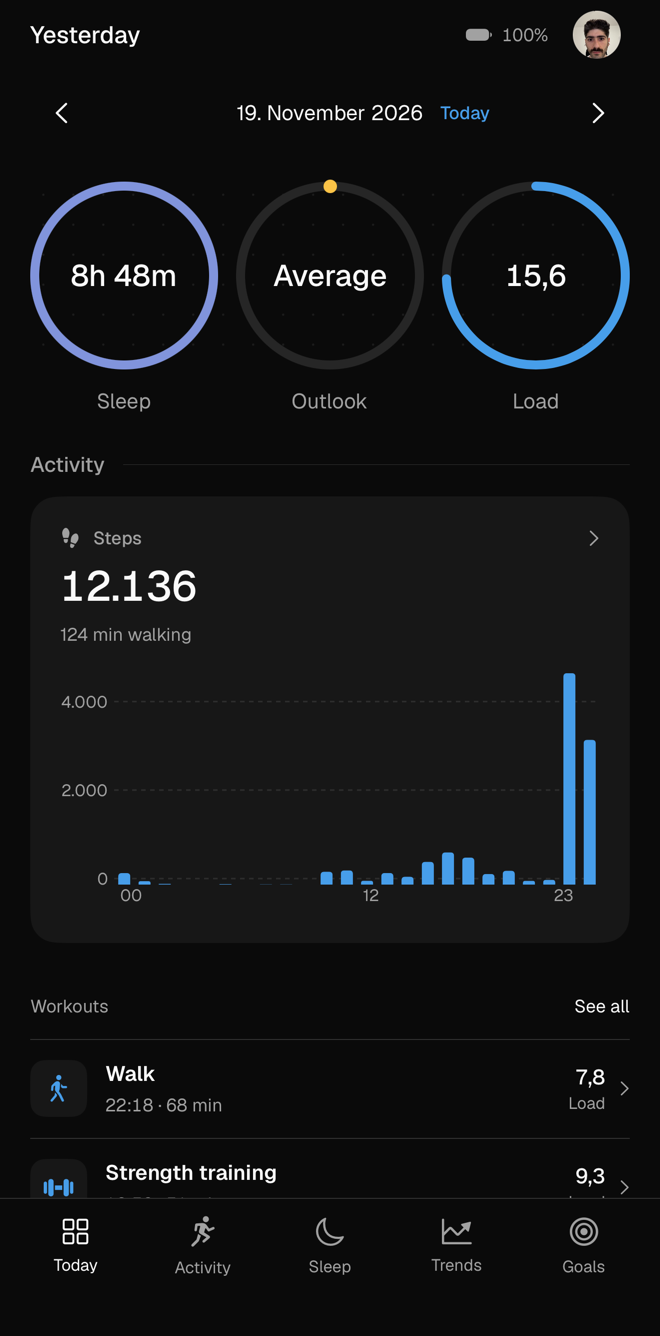 Yesterday
100%
19. November 2026 Today
8h 48m
Average
15,6
Sleep
Outlook
Load
Activity
Steps
12.136
124 min walking
4.000
2.000
0
00
12
23
Workouts
See all
Walk
7,8
22:18 · 68 min
Load
Strength training
9,3
Today
Activity
Sleep
Trends
Goals